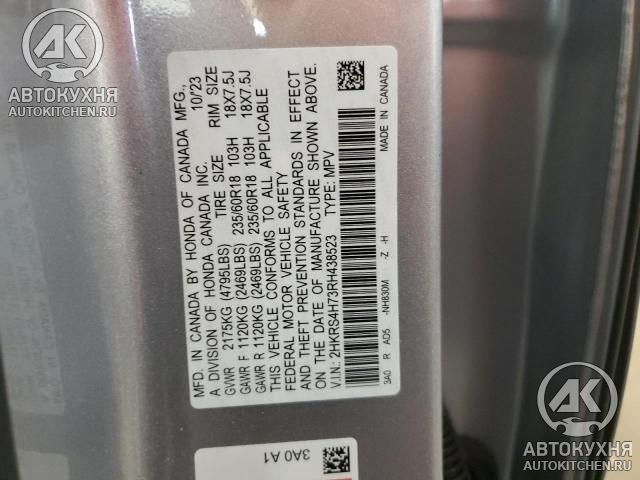 MFD. IN CANADA BY HONDA OF CANADA MFG.,
A DIVISION OF HONDA CANADA INC. 10/23
GVWR 2175KG (4795LBS) TIRE SIZE RIM SIZE
GAWR F 1120KG (2469LBS) 235/60R18 103H 18X7.5J
GAWR R 1120KG (2469LBS) 235/60R18 103H 18X7.5J
THIS VEHICLE CONFORMS TO ALL APPLICABLE
FEDERAL MOTOR VEHICLE SAFETY
AND THEFT PREVENTION STANDARDS IN EFFECT
ON THE DATE OF MANUFACTURE SHOWN ABOVE.
V.I.N.: 2HKRS4H73RH438523 TYPE: MPV
3A0 R AD5 -NH830M -Z -H MADE IN CANADA
3A0 A1
АК
АВТОКУХНЯ
AUTOKITCHEN.RU
АК
АВТОКУХНЯ
AUTOKITCHEN.RU